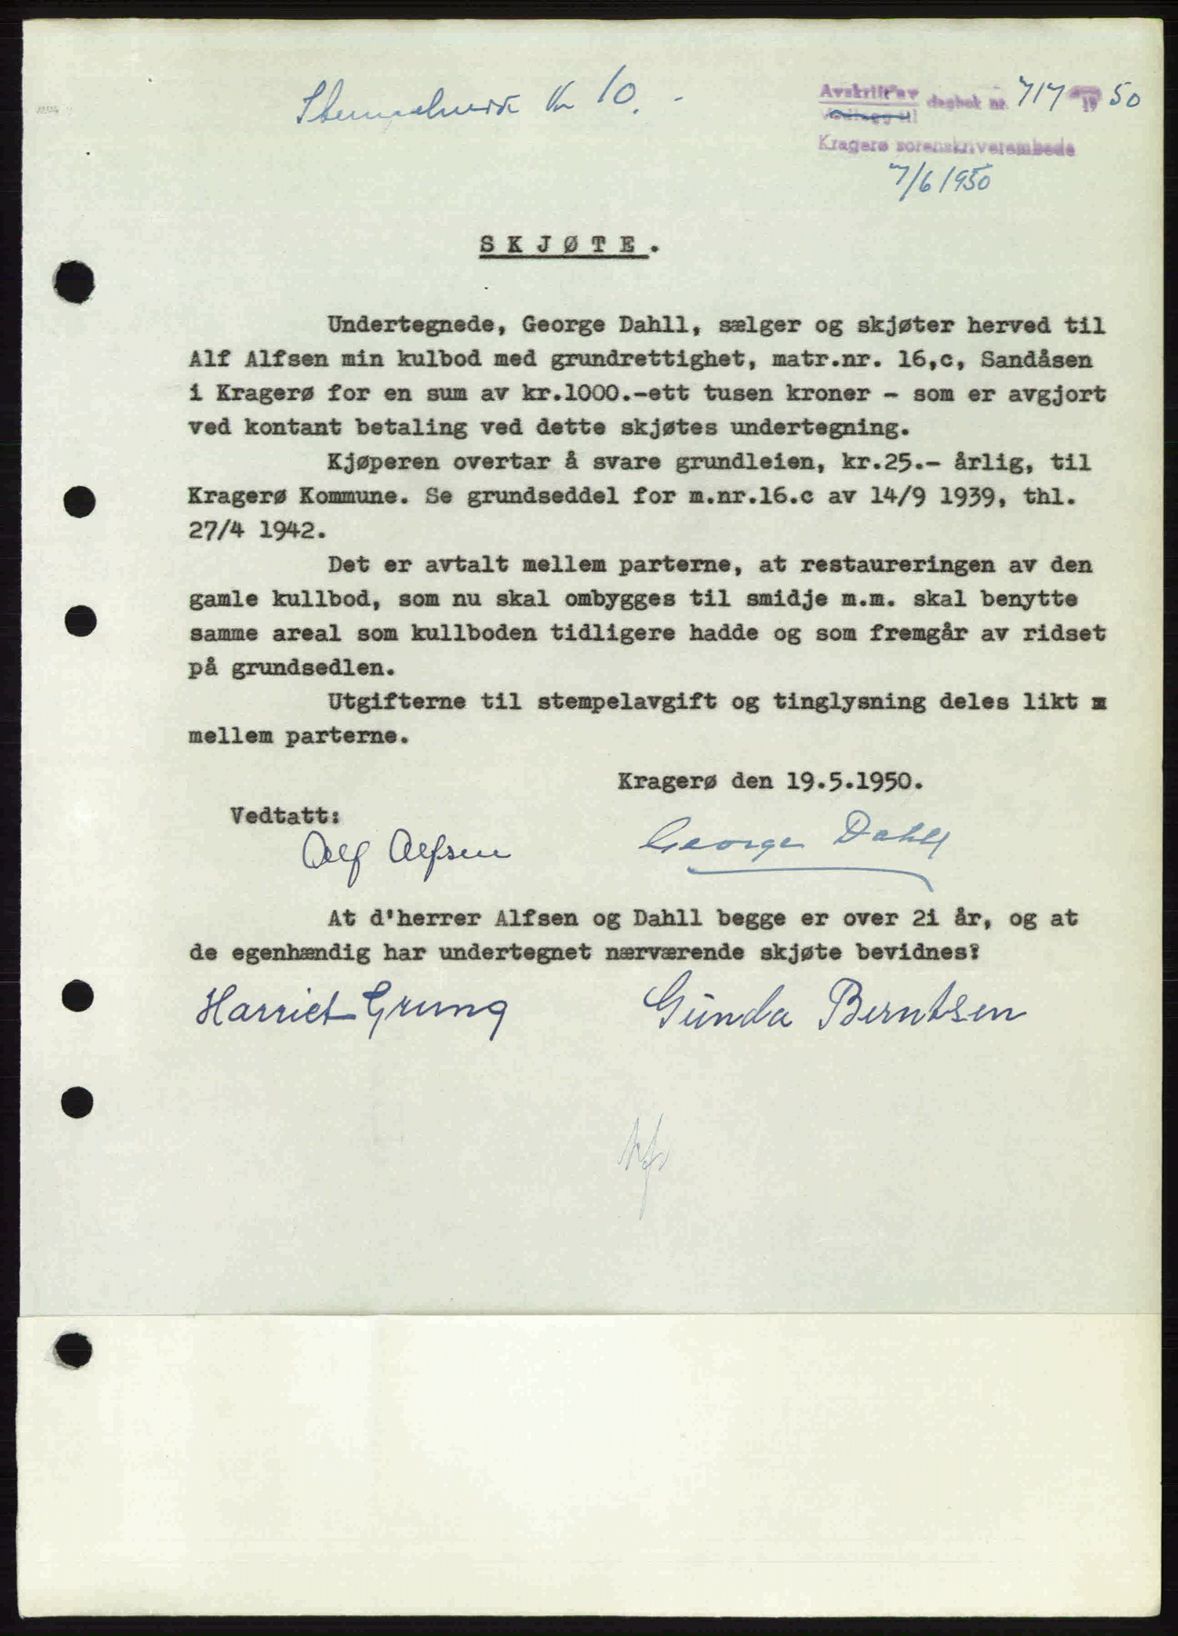 Stempelmerke Kr 10.-
Avskrift av dagbok nr. 717 19 50
Vedlegg til
Kragerø sorenskriverembede
7/6 1950
SKJØTE.
Undertegnede, George Dahll, sælger og skjøter herved til
Alf Alfsen min kulbod med grundrettighet, matr.nr. 16,c, Sandåsen
i Kragerø for en sum av kr.1000.-ett tusen kroner - som er avgjort
ved kontant betaling ved dette skjøtes undertegning.
Kjøperen overtar å svare grundleien, kr.25.- årlig, til
Kragerø Kommune. Se grundseddel for m.nr.16.c av 14/9 1939, thl.
27/4 1942.
Det er avtalt mellem parterne, at restaureringen av den
gamle kullbod, som nu skal ombygges til smidje m.m. skal benytte
samme areal som kullboden tidligere hadde og som fremgår av ridset
på grundsedlen.
Utgifterne til stempelavgift og tinglysning deles likt
mellem parterne.
Kragerø den 19.5.1950.
Vedtatt:
Alf Alfsen George Dahll
At d'herrer Alfsen og Dahll begge er over 2i år, og at
de egenhændig har undertegnet nærværende skjøte bevidnes:
Harriet Grung Gunda Berntsen